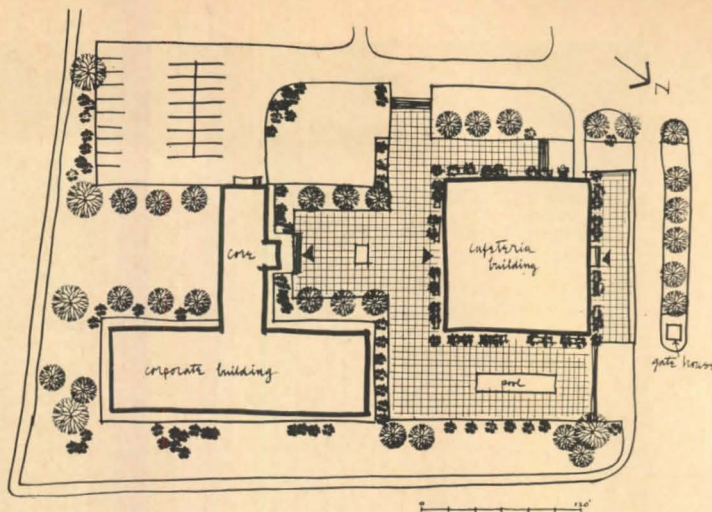 N
core
cafeteria
building
corporate building
gate house
pool
0
120'